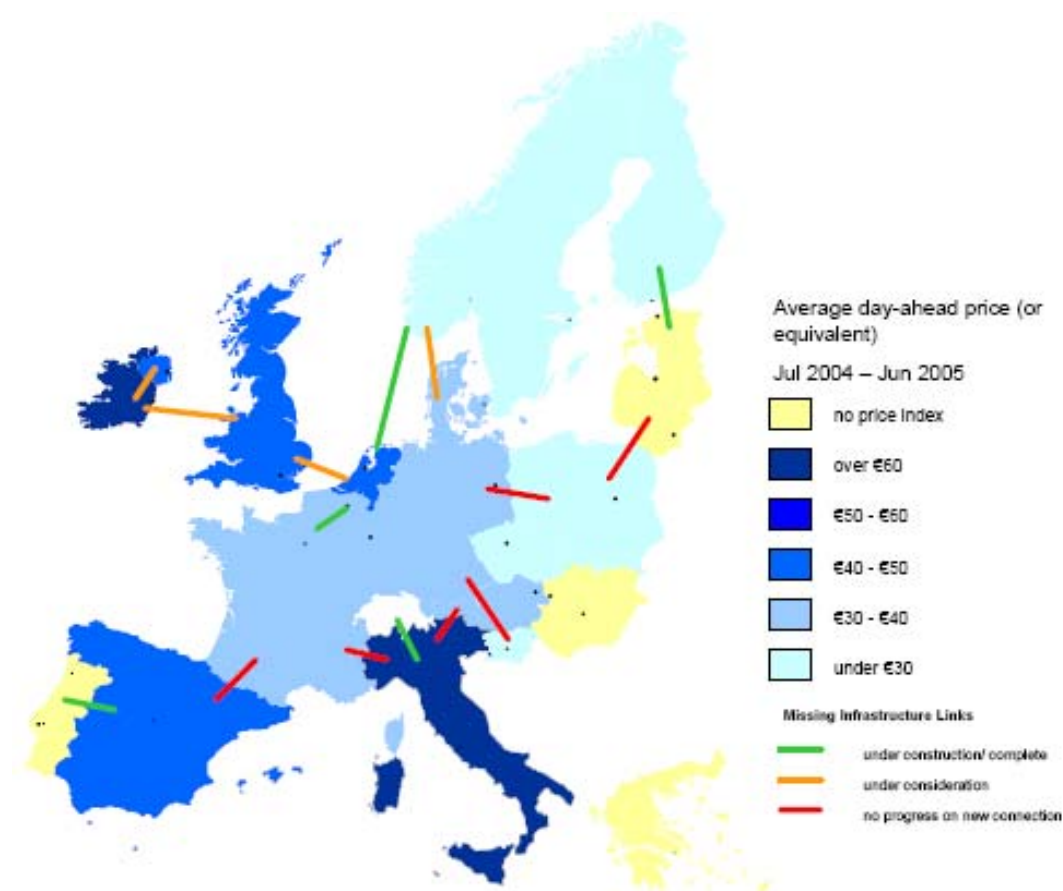 Average day-ahead price (or
equivalent)
Jul 2004 – Jun 2005
no price index
over €60
€50 - €60
€40 - €50
€30 - €40
under €30
Missing Infrastructure Links
under construction/ complete
under consideration
no progress on new connection